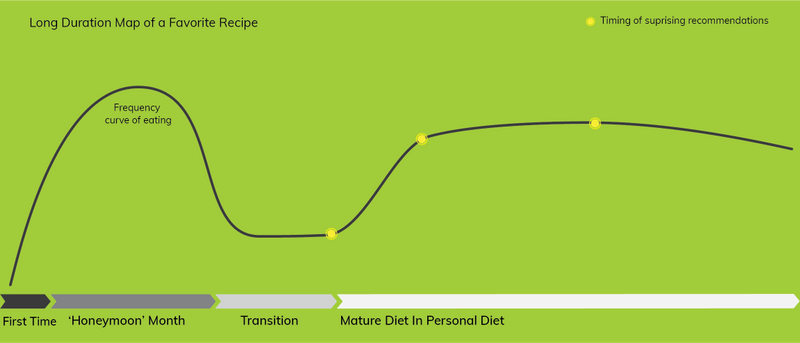 Long Duration Map of a Favorite Recipe
Timing of suprising recommendations
Frequency
curve of eating
First Time
‘Honeymoon’ Month
Transition
Mature Diet In Personal Diet